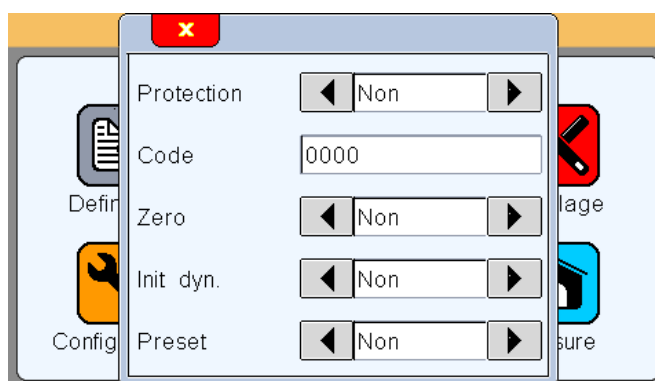 x
Protection Non
Code 0000
Defin lage
Zero Non
Init dyn. Non
Config Preset Non sure